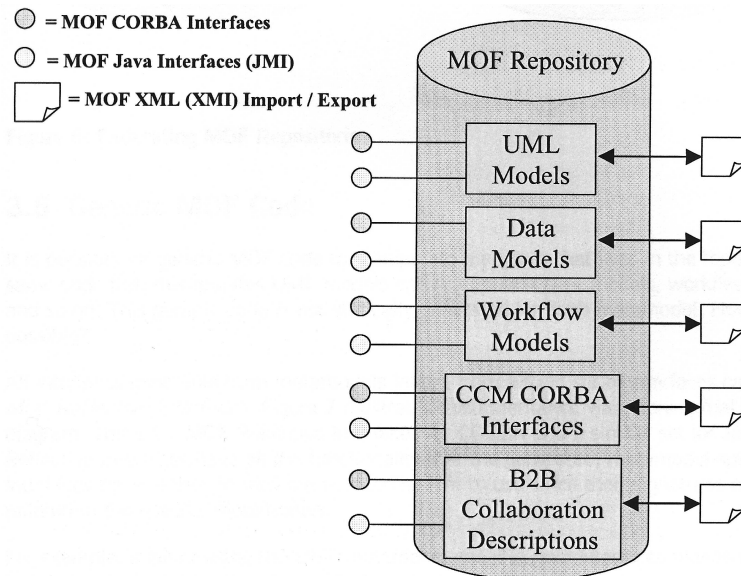 = MOF CORBA Interfaces
= MOF Java Interfaces (JMI)
= MOF XML (XMI) Import / Export
MOF Repository
UML
Models
Data
Models
Workflow
Models
CCM CORBA
Interfaces
B2B
Collaboration
Descriptions